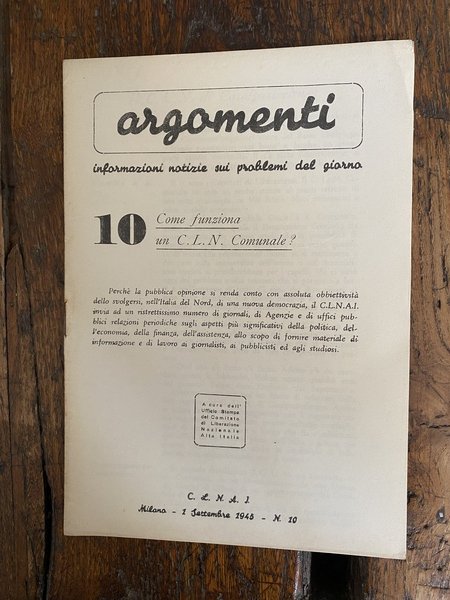 argomenti
informazioni notizie sui problemi del giorno
10 Come funziona
un C.L.N. Comunale?
Perchè la pubblica opinione si renda conto con assoluta obbiettività
dello svolgersi, nell'Italia del Nord, di una nuova democrazia, il C.L.N.A.I.
invia ad un ristrettissimo numero di giornali, di Agenzie e di uffici pub-
blici relazioni periodiche sugli aspetti più significativi della politica, del-
l'economia, della finanza, dell'assistenza, allo scopo di fornire materiale di
informazione e di lavoro ai giornalisti, ai pubblicisti ed agli studiosi.
A cura dell'
Ufficio Stampa
del Comitato
di Liberazione
Nazionale
Alta Italia
C. L. N. A. I.
Milano - 1 Settembre 1945 - N. 10